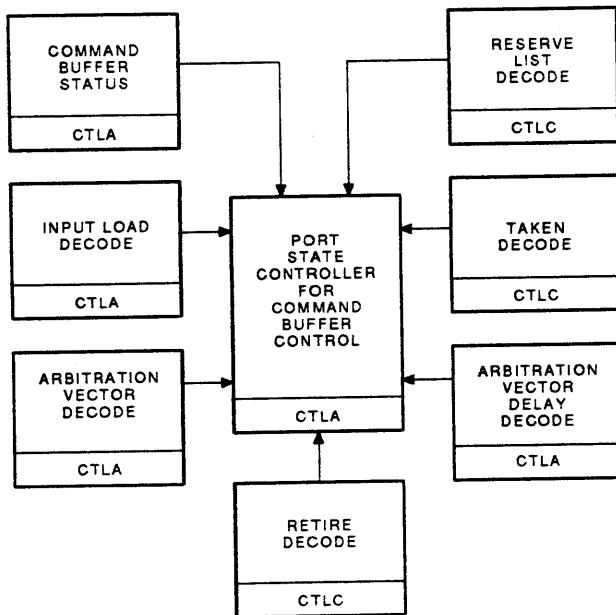 COMMAND
BUFFER
STATUS
CTLA
RESERVE
LIST
DECODE
CTLC
INPUT LOAD
DECODE
CTLA
PORT
STATE
CONTROLLER
FOR
COMMAND
BUFFER
CONTROL
CTLA
TAKEN
DECODE
CTLC
ARBITRATION
VECTOR
DECODE
CTLA
ARBITRATION
VECTOR
DELAY
DECODE
CTLA
RETIRE
DECODE
CTLC